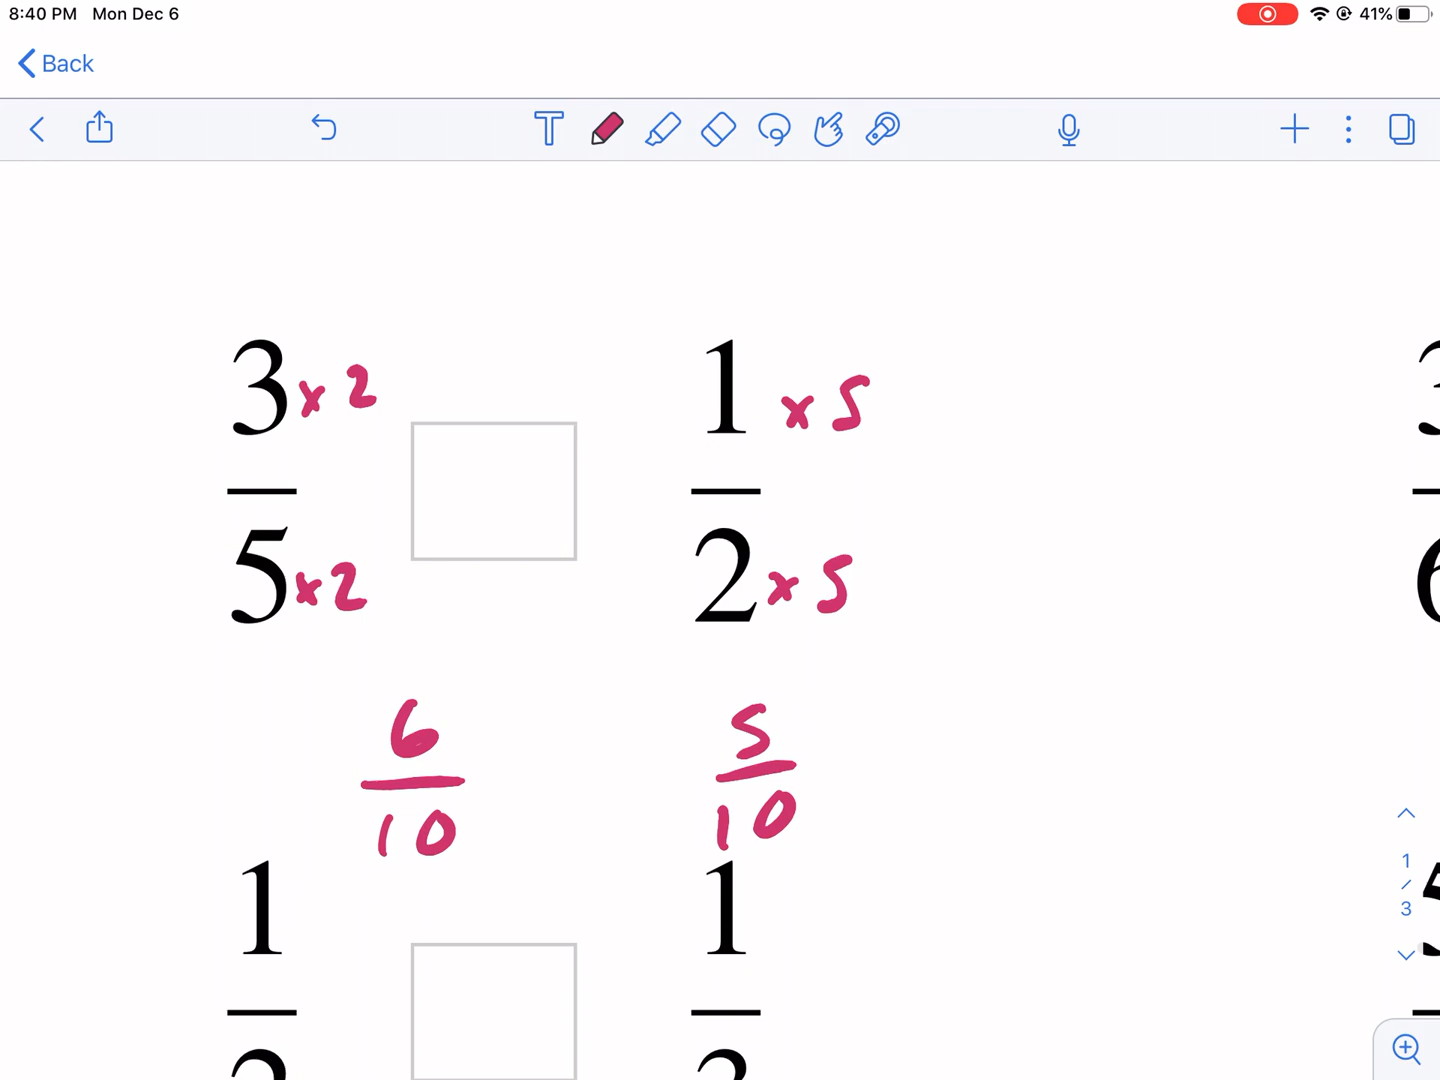 8:40 PM Mon Dec 6 41%
Back
T
3 × 2 1 × 5
5 × 2 2 × 5
6 5
10 10
1 1
1
/
3